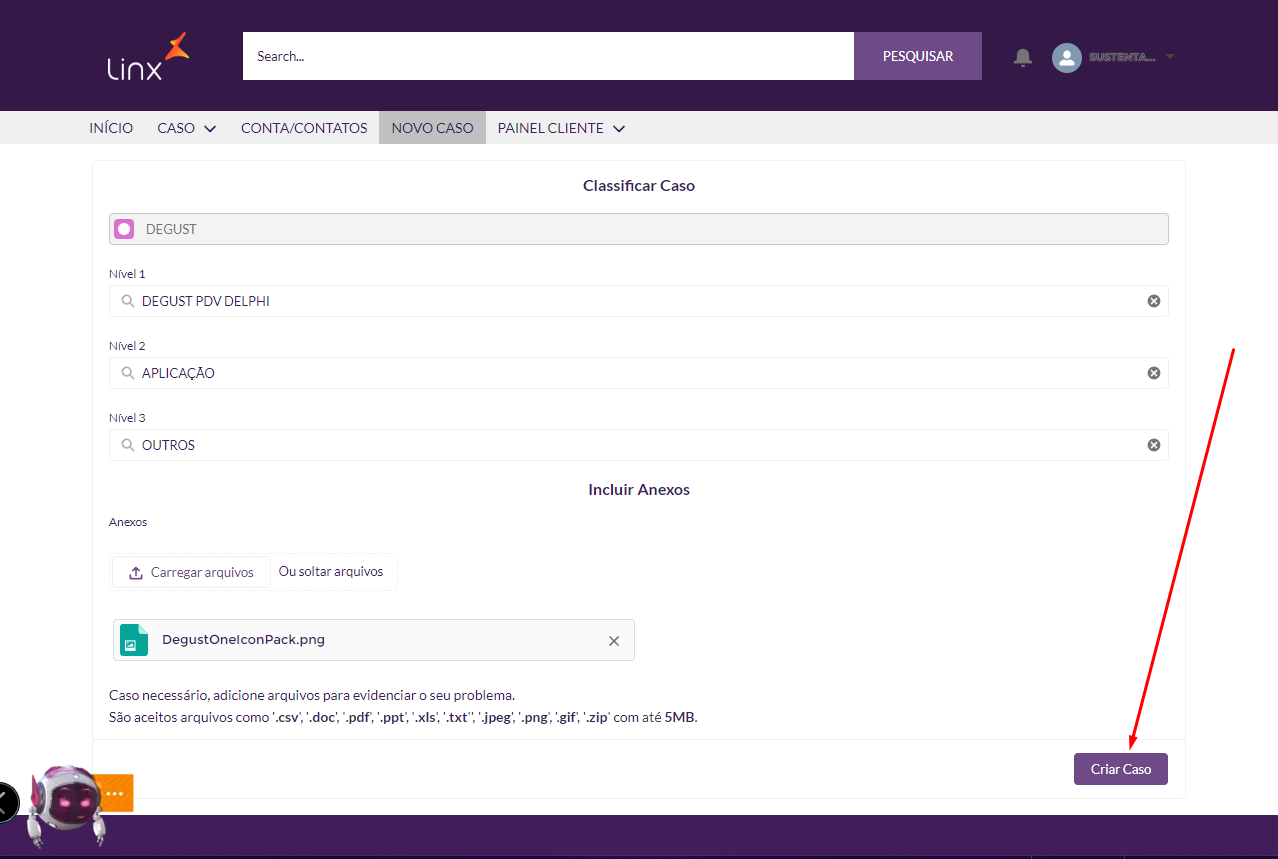 Linx
Search...
PESQUISAR
SUSTENTA...
INÍCIO CASO CONTA/CONTATOS NOVO CASO PAINEL CLIENTE
Classificar Caso
DEGUST
Nível 1
DEGUST PDV DELPHI
Nível 2
APLICAÇÃO
Nível 3
OUTROS
Incluir Anexos
Anexos
Carregar arquivos Ou soltar arquivos
DegustOneIconPack.png
Caso necessário, adicione arquivos para evidenciar o seu problema.
São aceitos arquivos como '.csv', '.doc', '.pdf', '.ppt', '.xls', '.txt'', '.jpeg', '.png', '.gif', '.zip' com até 5MB.
Criar Caso